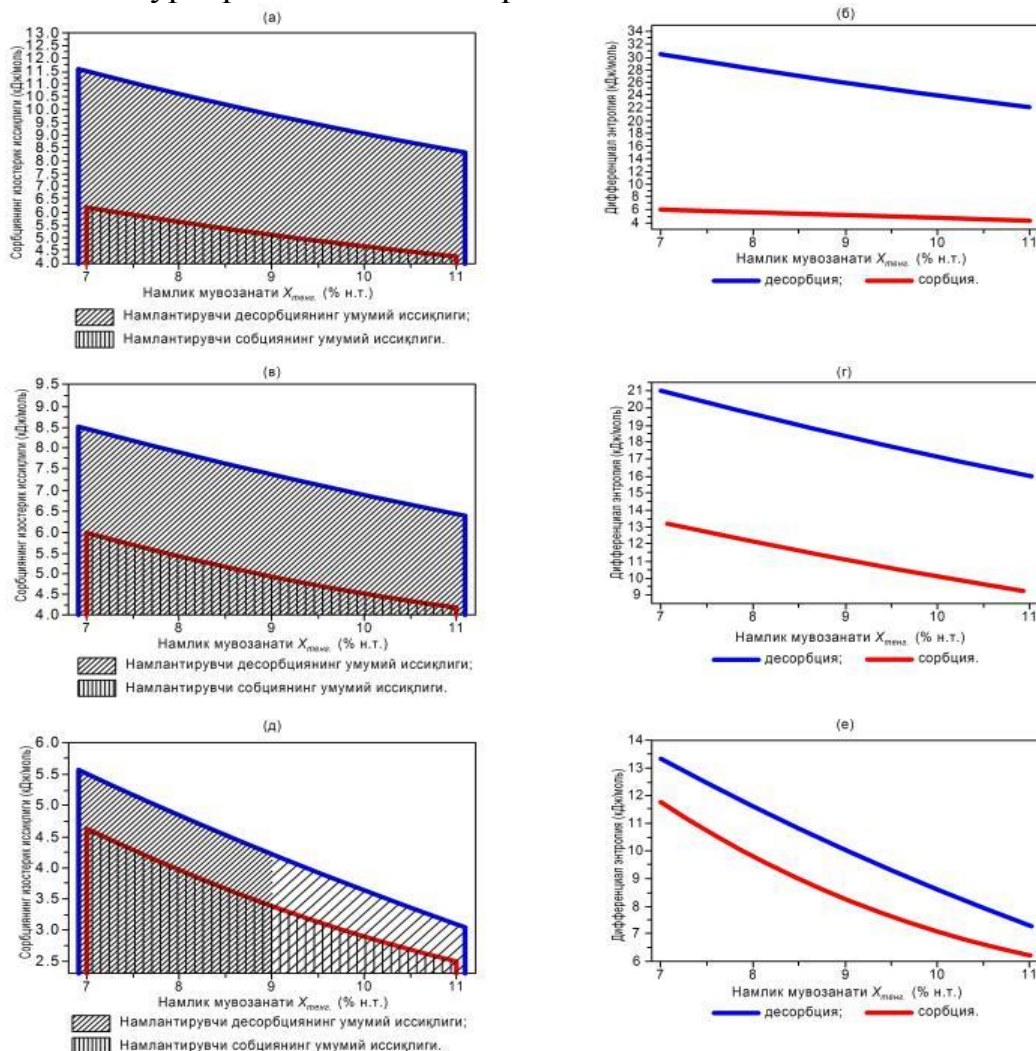 (а)
Сорбциянинг изостерик иссиқлиги (кДж/моль)
13.0
12.5
12.0
11.5
11.0
10.5
10.0
9.5
9.0
8.5
8.0
7.5
7.0
6.5
6.0
5.5
5.0
4.5
4.0
7 8 9 10 11
Намлик мувозанати Xтенг. (% н.т.)
Намлантирувчи десорбциянинг умумий иссиқлиги;
Намлантирувчи собциянинг умумий иссиқлиги.
(б)
Дифференциал энтропия (кДж/моль)
34
32
30
28
26
24
22
20
18
16
14
12
10
8
6
4
7 8 9 10 11
Намлик мувозанати Xтенг. (% н.т.)
десорбция; сорбция.
(в)
Сорбциянинг изостерик иссиқлиги (кДж/моль)
9.5
9.0
8.5
8.0
7.5
7.0
6.5
6.0
5.5
5.0
4.5
4.0
7 8 9 10 11
Намлик мувозанати Xтенг. (% н.т.)
Намлантирувчи десорбциянинг умумий иссиқлиги;
Намлантирувчи собциянинг умумий иссиқлиги.
(г)
Дифференциал энтропия (кДж/моль)
21
20
19
18
17
16
15
14
13
12
11
10
9
7 8 9 10 11
Намлик мувозанати Xтенг. (% н.т.)
десорбция; сорбция.
(д)
Сорбциянинг изостерик иссиқлиги (кДж/моль)
6.0
5.5
5.0
4.5
4.0
3.5
3.0
2.5
7 8 9 10 11
Намлик мувозанати Xтенг. (% н.т.)
Намлантирувчи десорбциянинг умумий иссиқлиги;
Намлантирувчи собциянинг умумий иссиқлиги.
(е)
Дифференциал энтропия (кДж/моль)
14
13
12
11
10
9
8
7
6
7 8 9 10 11
Намлик мувозанати Xтенг. (% н.т.)
десорбция; сорбция.